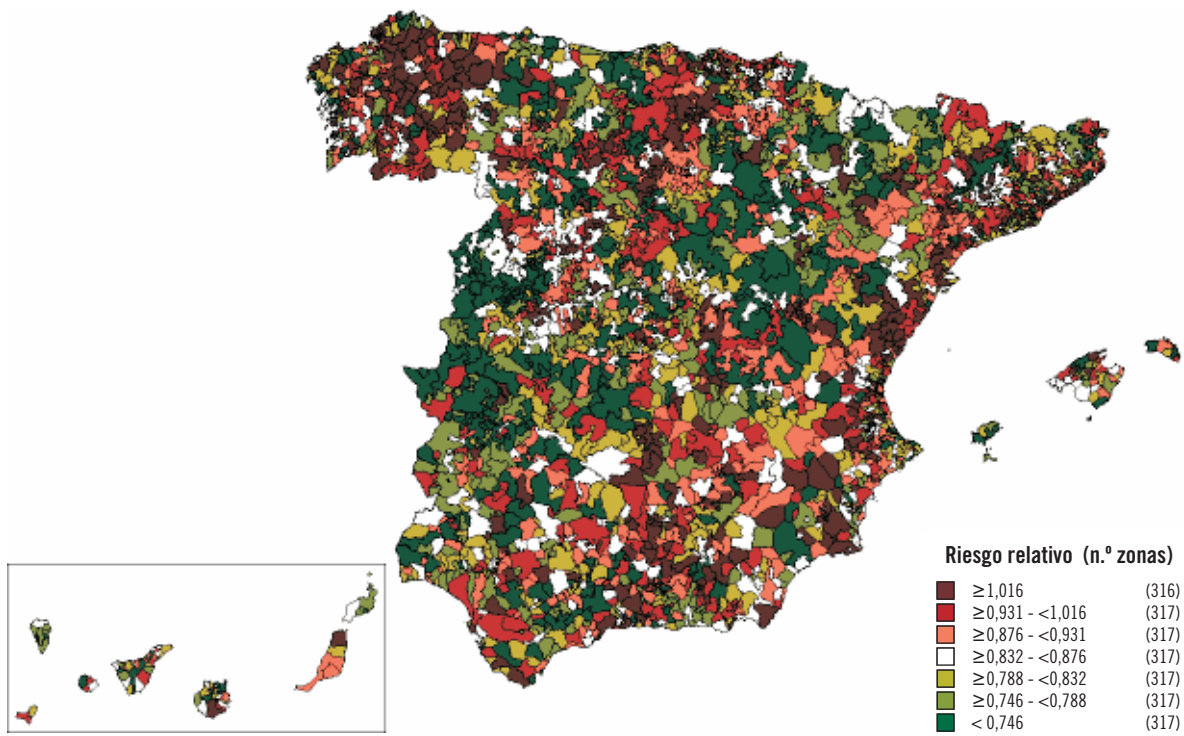 Riesgo relativo (n.º zonas)
≥1,016 (316)
≥0,931 - <1,016 (317)
≥0,876 - <0,931 (317)
≥0,832 - <0,876 (317)
≥0,788 - <0,832 (317)
≥0,746 - <0,788 (317)
< 0,746 (317)